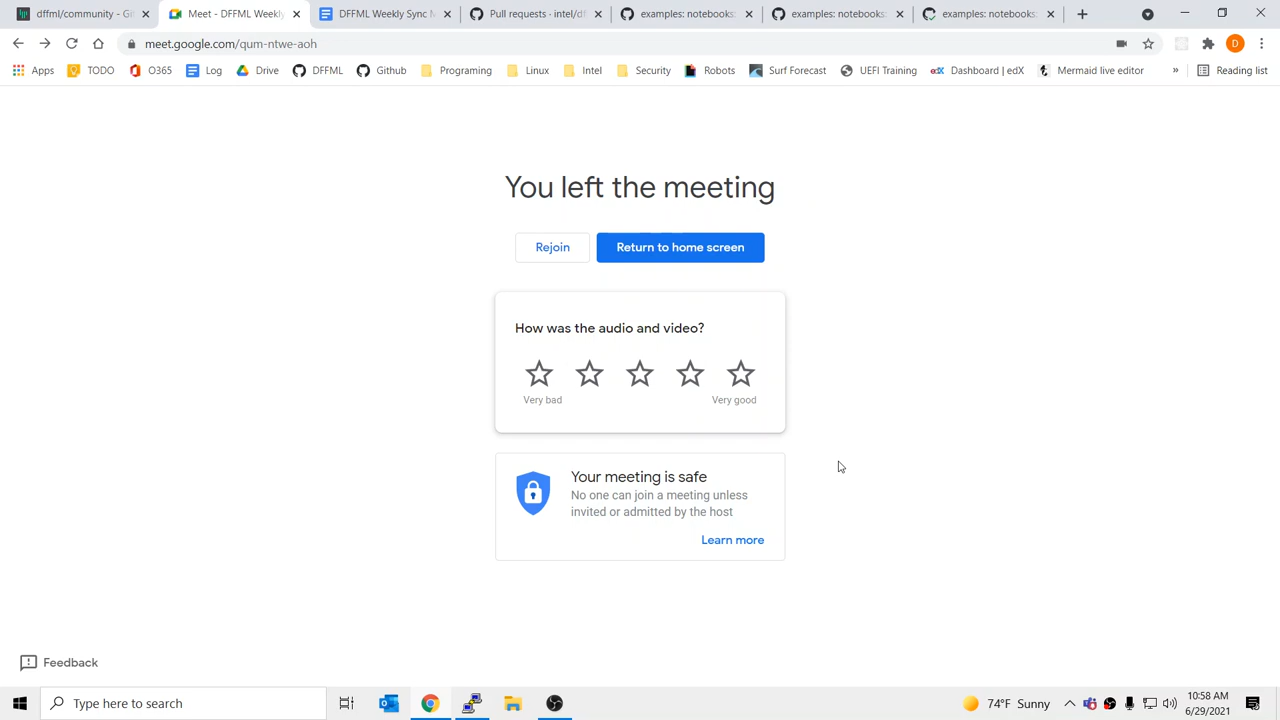 dffml/community - Git
Meet - DFFML Weekly
DFFML Weekly Sync M
Pull requests · intel/df
examples: notebooks:
examples: notebooks:
examples: notebooks:
meet.google.com/qum-ntwe-aoh
D
Apps
TODO
O365
Log
Drive
DFFML
Github
Programing
Linux
Intel
Security
Robots
Surf Forecast
UEFI Training
edX
Dashboard | edX
Mermaid live editor
»
Reading list
You left the meeting
Rejoin
Return to home screen
How was the audio and video?
Very bad
Very good
Your meeting is safe
No one can join a meeting unless
invited or admitted by the host
Learn more
Feedback
Type here to search
74°F Sunny
10:58 AM
6/29/2021